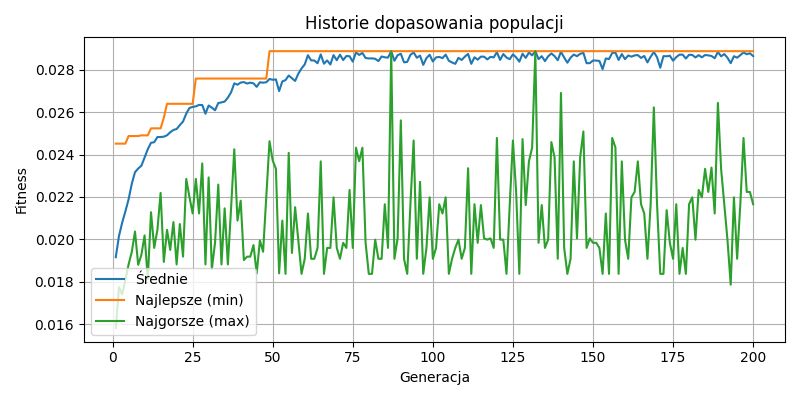 Historie dopasowania populacji
Fitness
0.028
0.026
0.024
0.022
0.020
0.018
0.016
Średnie
Najlepsze (min)
Najgorsze (max)
0 25 50 75 100 125 150 175 200
Generacja